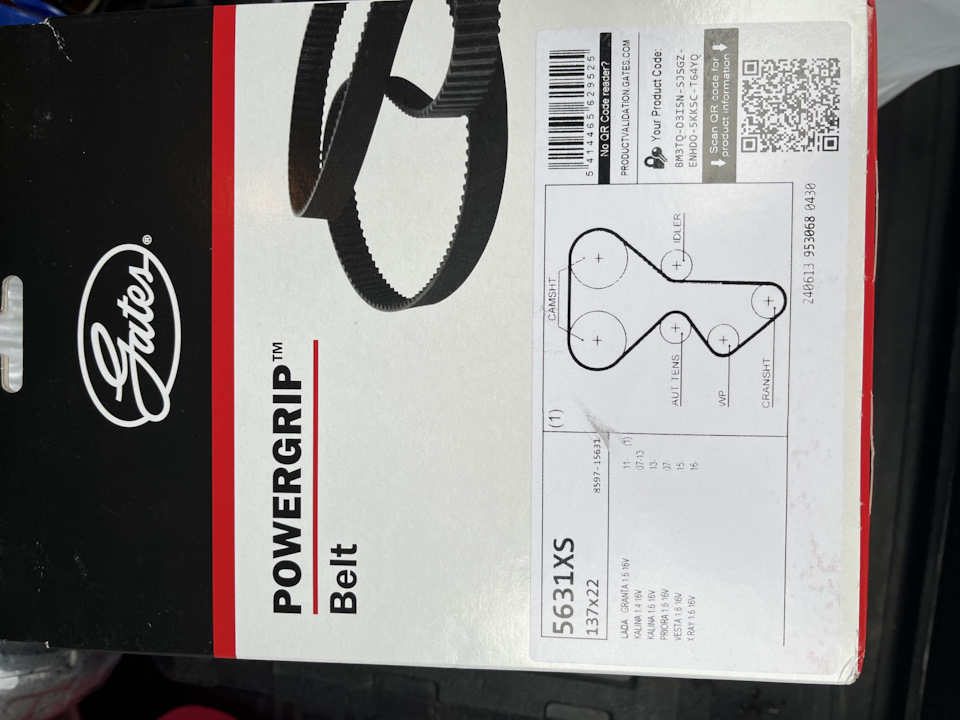 Gates®
POWERGRIP™
Belt
5631XS
137x22
8597-15631
LADA GRANTA 1.6 16V 11- (1)
KALINA 1.4 16V 07-13
KALINA 1.6 16V 13-
PRIORA 1.6 16V 07-
VESTA 1.6 16V 15-
X RAY 1.6 16V 16-
(1)
CAMSHT
IDLER
AUT TENS
WP
CRANSHT
5 414465 629525
No QR Code reader?
PRODUCTVALIDATION.GATES.COM
Your Product Code:
BM3TQ-D3ISN-SJSGZ-
ENHDO-5KKSC-T64YQ
Scan QR code for
product information
240613 953068 0430